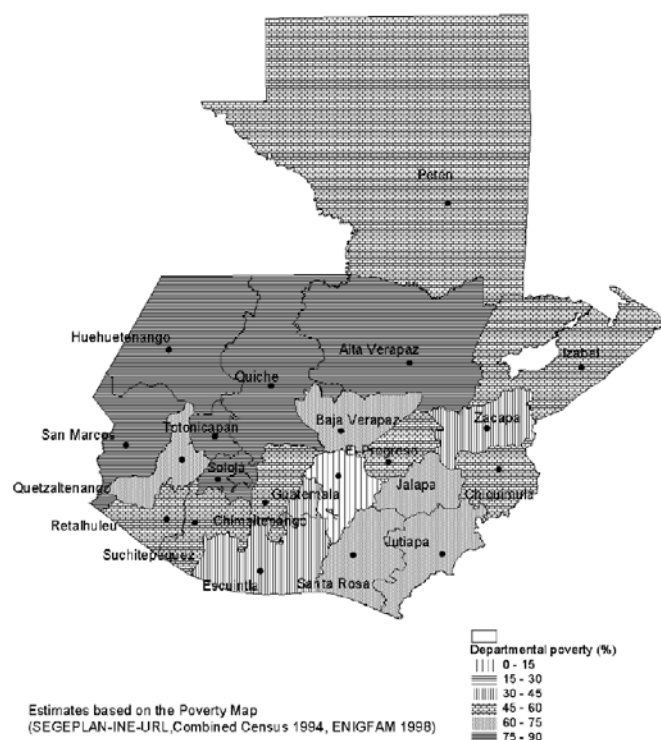 Petén
Huehuetenango
Alta Verapaz
Izabal
Quiche
Baja Verapaz
Zacapa
Totonicapán
San Marcos
El Progreso
Sololá
Quetzaltenango
Guatemala
Jalapa
Chiquimula
Retalhuleu
Chimaltenango
Suchitepequez
Jutiapa
Escuintla
Santa Rosa
Departmental poverty (%)
0 - 15
15 - 30
30 - 45
45 - 60
60 - 75
75 - 90
Estimates based on the Poverty Map
(SEGEPLAN-INE-URL,Combined Census 1994, ENIGFAM 1998)